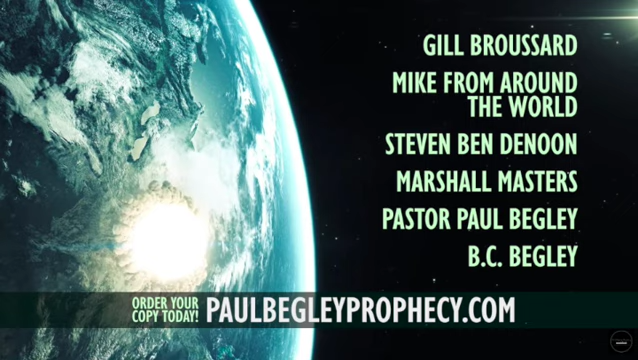 GILL BROUSSARD
MIKE FROM AROUND
THE WORLD
STEVEN BEN DENOON
MARSHALL MASTERS
PASTOR PAUL BEGLEY
B.C. BEGLEY
ORDER YOUR
COPY TODAY!
PAULBEGLEYPROPHECY.COM